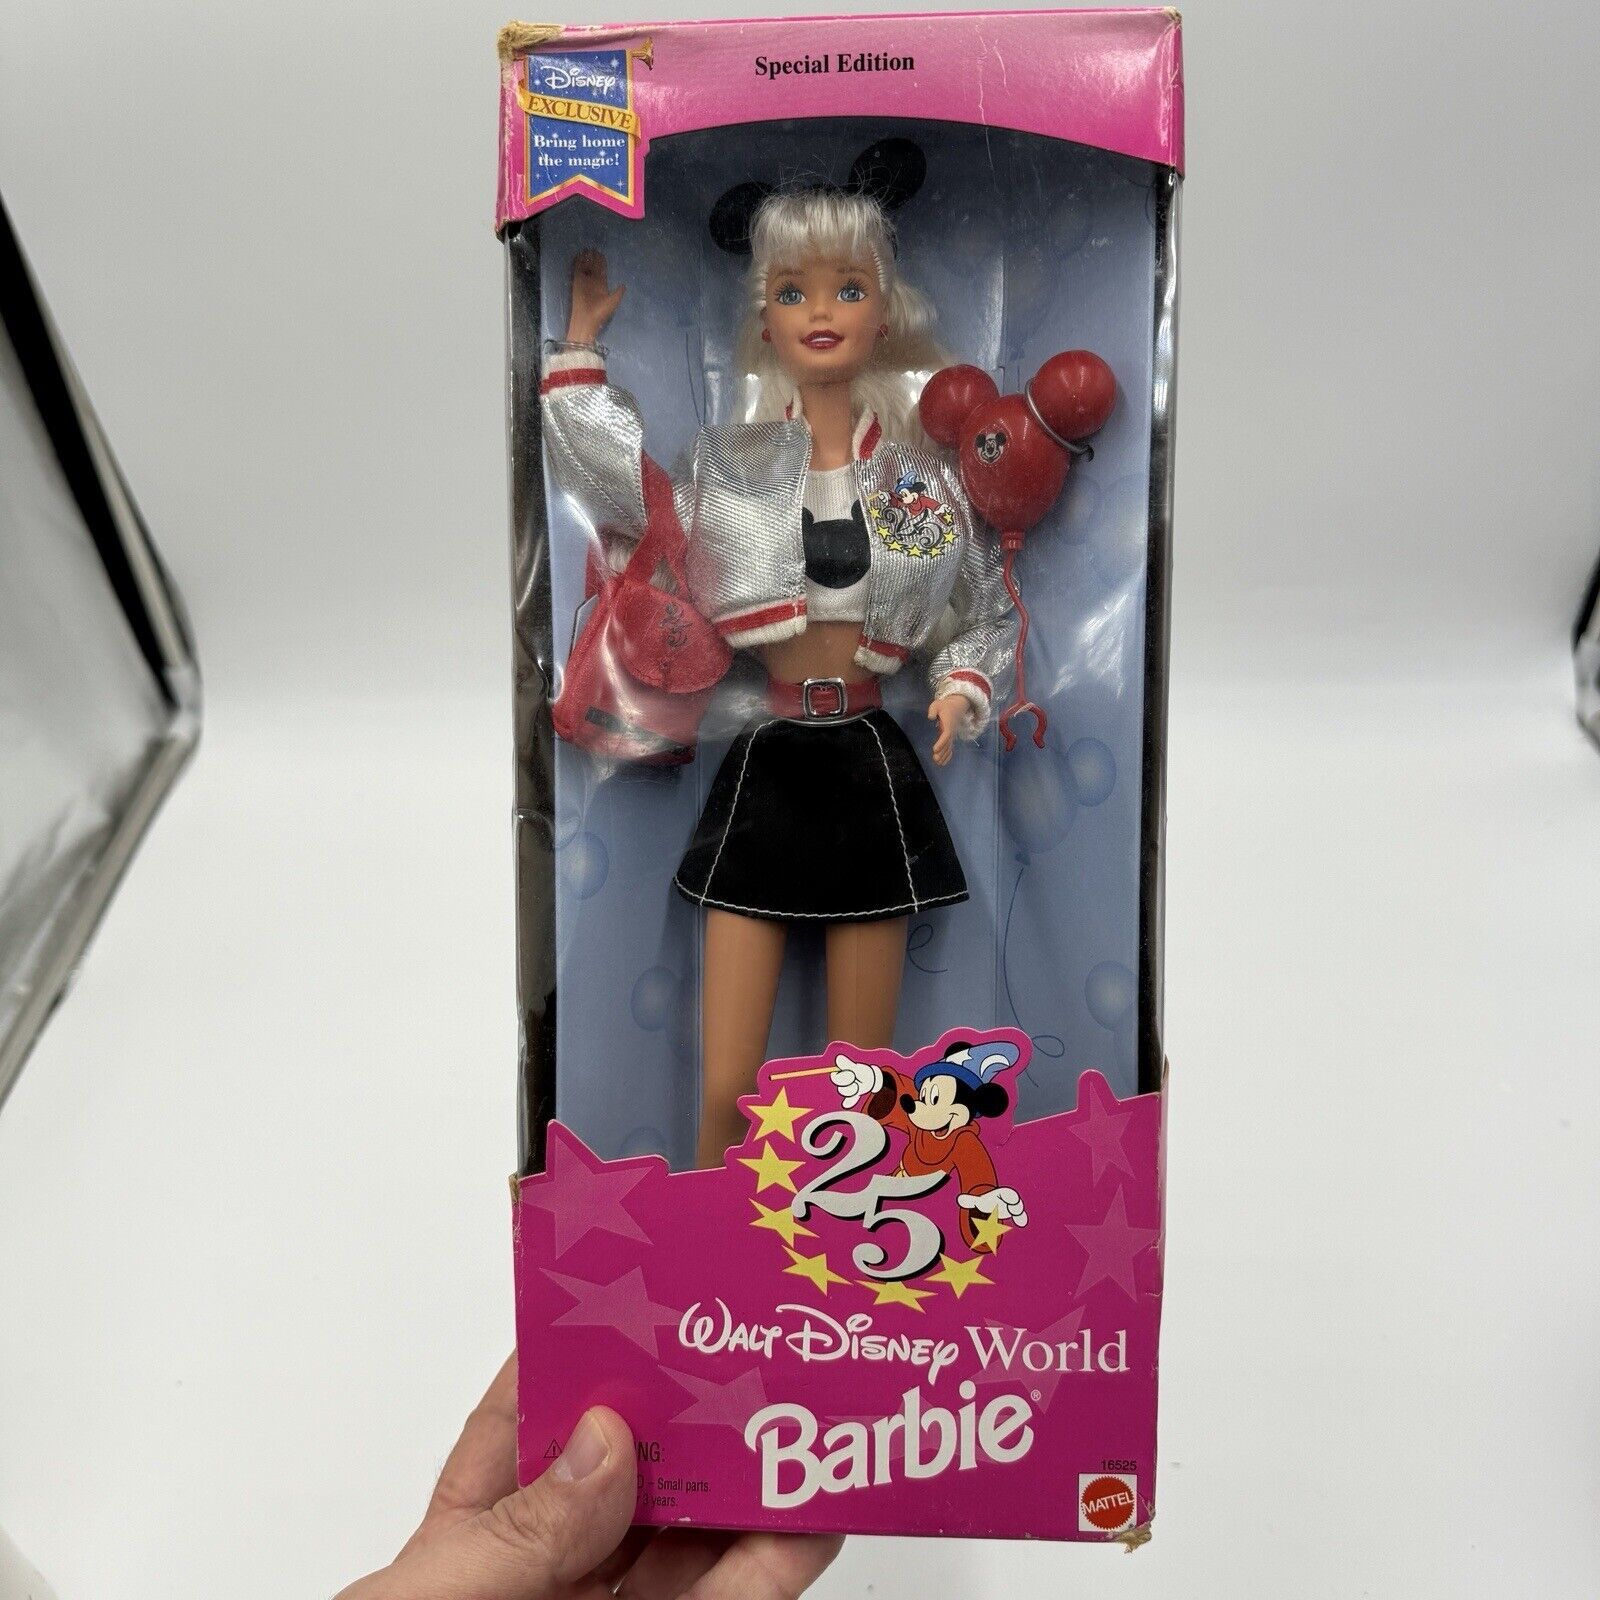 Special Edition
Disney
EXCLUSIVE
Bring home
the magic!
25
25
Walt Disney World
Barbie®
NG:
– Small parts.
3 years.
16525
MATTEL